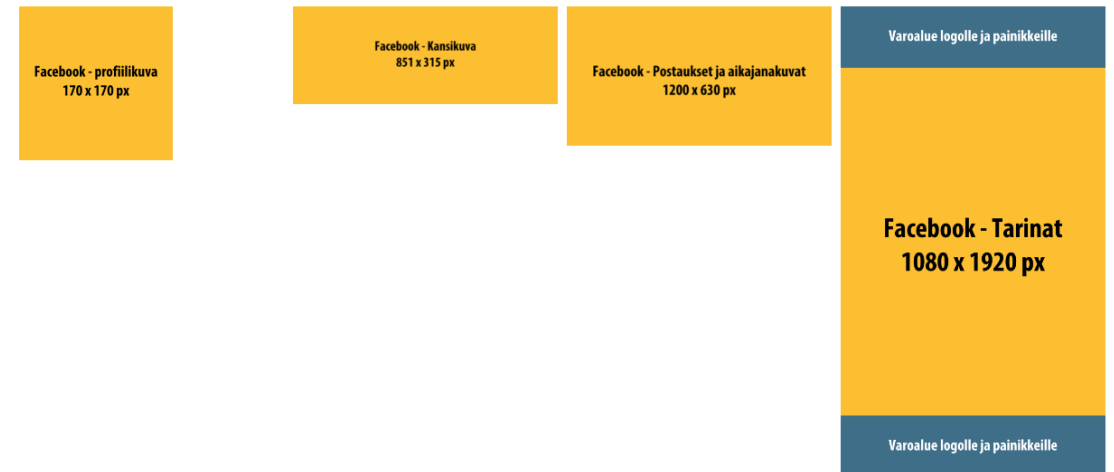 Facebook - profiilikuva
170 x 170 px
Facebook - Kansikuva
851 x 315 px
Facebook - Postaukset ja aikajanakuvat
1200 x 630 px
Varoalue logolle ja painikkeille
Facebook - Tarinat
1080 x 1920 px
Varoalue logolle ja painikkeille